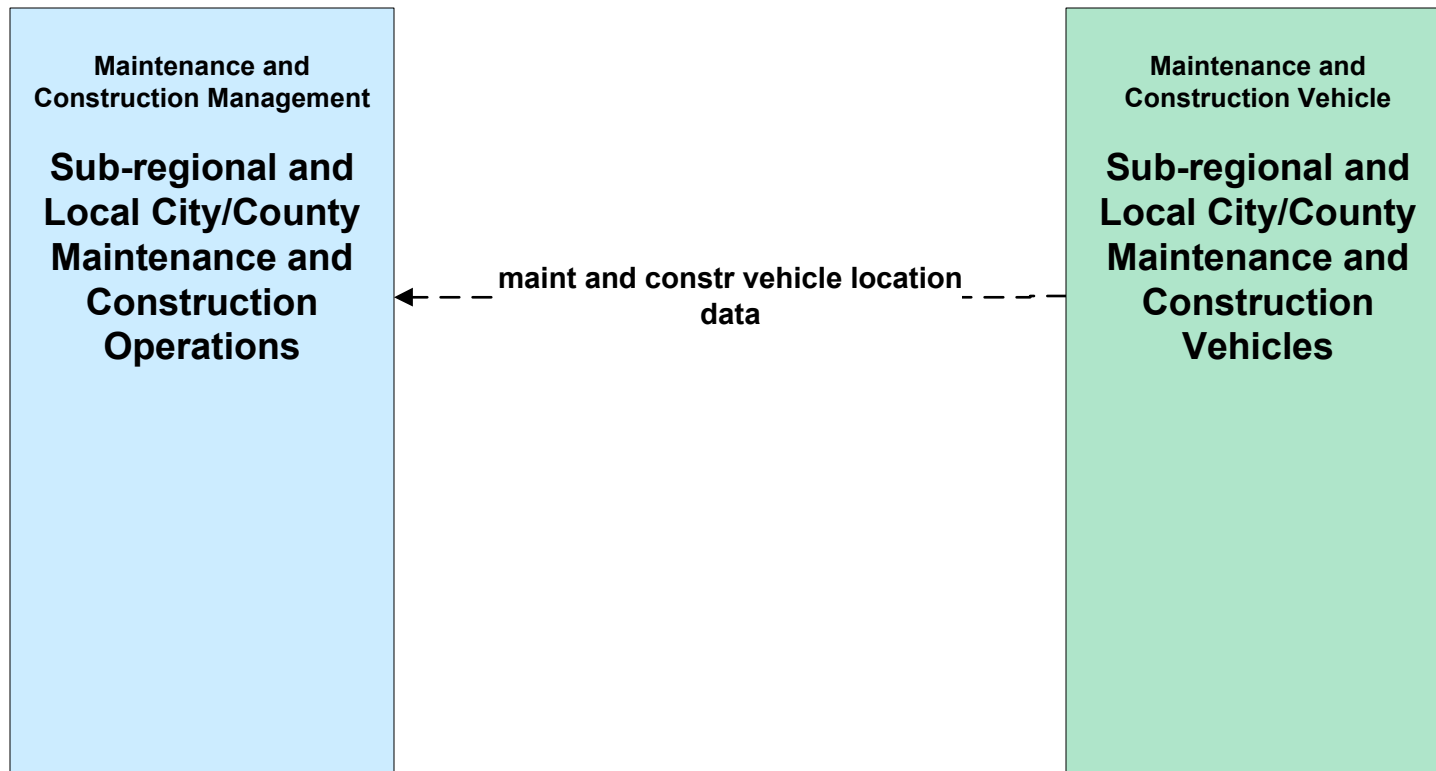 Maintenance and
Construction Management
Sub-regional and
Local City/County
Maintenance and
Construction
Operations
maint and constr vehicle location
data
Maintenance and
Construction Vehicle
Sub-regional and
Local City/County
Maintenance and
Construction
Vehicles